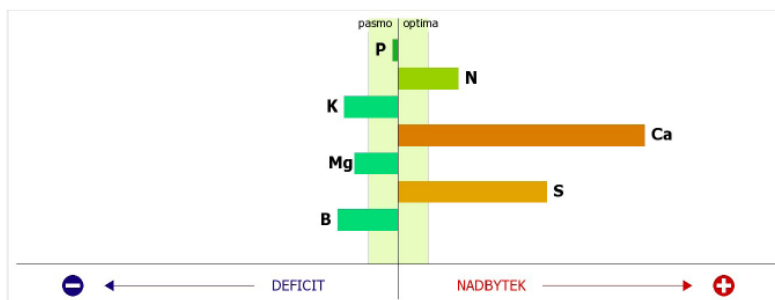 pasmo optima
P
N
K
Ca
Mg
S
B
DEFICIT NADBYTEK